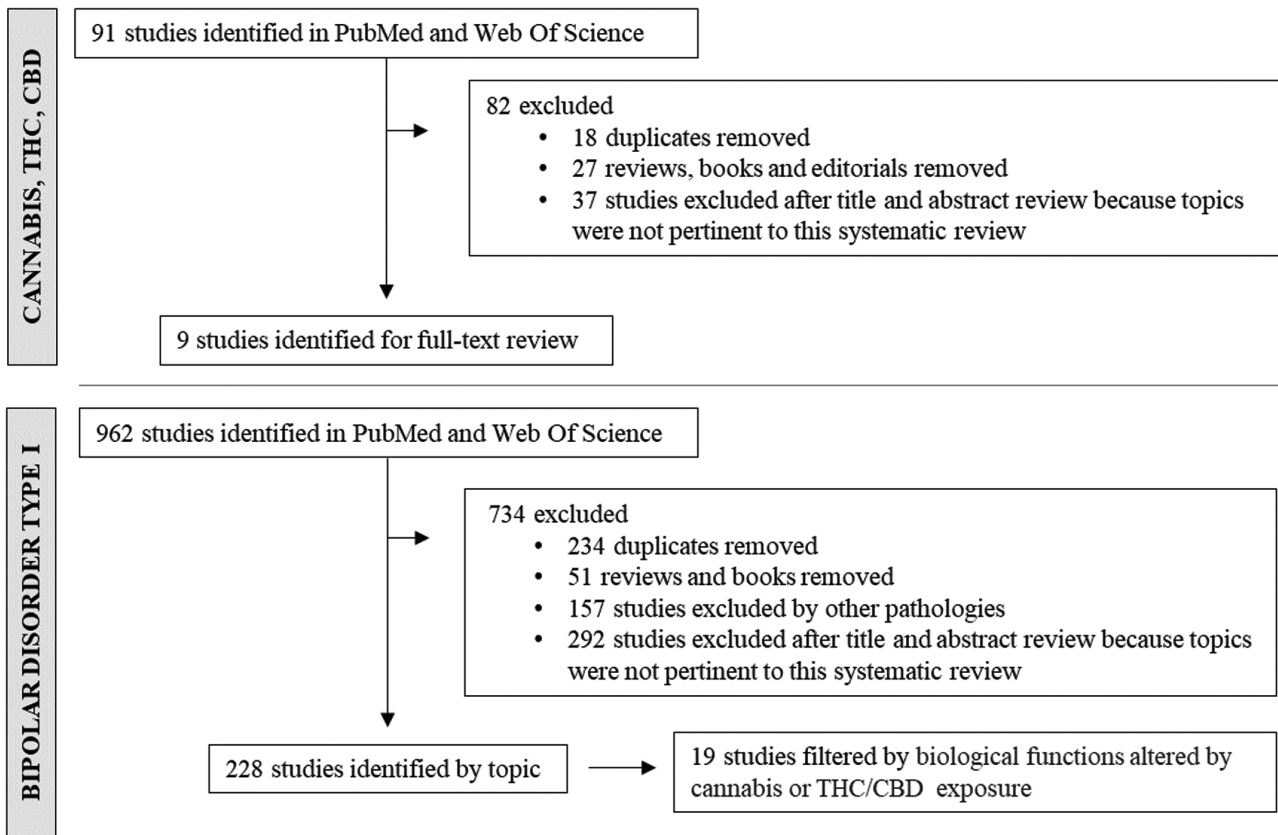 CANNABIS, THC, CBD
91 studies identified in PubMed and Web Of Science
82 excluded
• 18 duplicates removed
• 27 reviews, books and editorials removed
• 37 studies excluded after title and abstract review because topics
were not pertinent to this systematic review
9 studies identified for full-text review
BIPOLAR DISORDER TYPE I
962 studies identified in PubMed and Web Of Science
734 excluded
• 234 duplicates removed
• 51 reviews and books removed
• 157 studies excluded by other pathologies
• 292 studies excluded after title and abstract review because topics
were not pertinent to this systematic review
228 studies identified by topic
19 studies filtered by biological functions altered by
cannabis or THC/CBD exposure